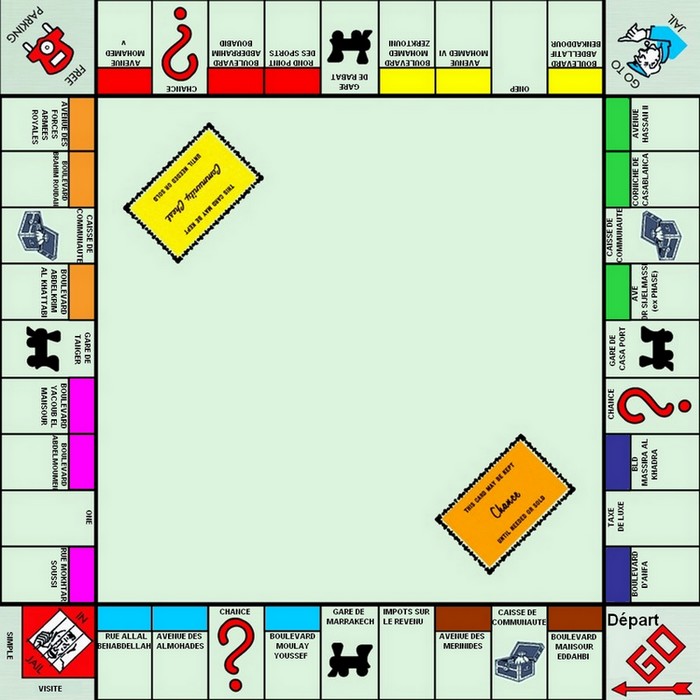 FREE
PARKING
AVENUE
MOHAMED
V
CHANCE
BOULEVARD
ABDERRAHIM
BOUABID
ROND POINT
DES SPORTS
GARE
DE RABAT
BOULEVARD
MOHAMED
ZERKTOUNI
AVENUE
MOHAMED VI
ONEP
BOULEVARD
ABDELLATIF
BENKADDOUR
GO TO
JAIL
AVENUE DES
FORCES
ARMEES
ROYALES
BOULEVARD
BRAHIM ROUDANI
CAISSE DE
COMMUNAUTE
BOULEVARD
ABDELKRIM
AL KHATTABI
GARE DE
TANGER
BOULEVARD
YACOUB EL
MANSOUR
BOULEVARD
ABDELMOUMEN
ONE
RUE MOKHTAR
SOUSSI
THIS CARD MAY BE KEPT
Community Chest
UNTIL NEEDED OR SOLD
THIS CARD MAY BE KEPT
Chance
UNTIL NEEDED OR SOLD
AVENUE
HASSAN II
CORNICHE DE
CASABLANCA
CAISSE DE
COMMUNAUTE
AVE
(ex PHASE)
GARE DE
CASA PORT
CHANCE
BLD
MASSIRA AL
KHADRA
TAXE
DE LUXE
BOULEVARD
D'ANFA
IN
JAIL
SIMPLE
VISITE
RUE ALLAL
BENABDELLAH
AVENUE DES
ALMOHADES
CHANCE
BOULEVARD
MOULAY
YOUSSEF
GARE DE
MARRAKECH
IMPOTS SUR
LE REVENU
AVENUE DES
MERINIDES
CAISSE DE
COMMUNAUTE
BOULEVARD
MANSOUR
EDDAHBI
Départ
GO